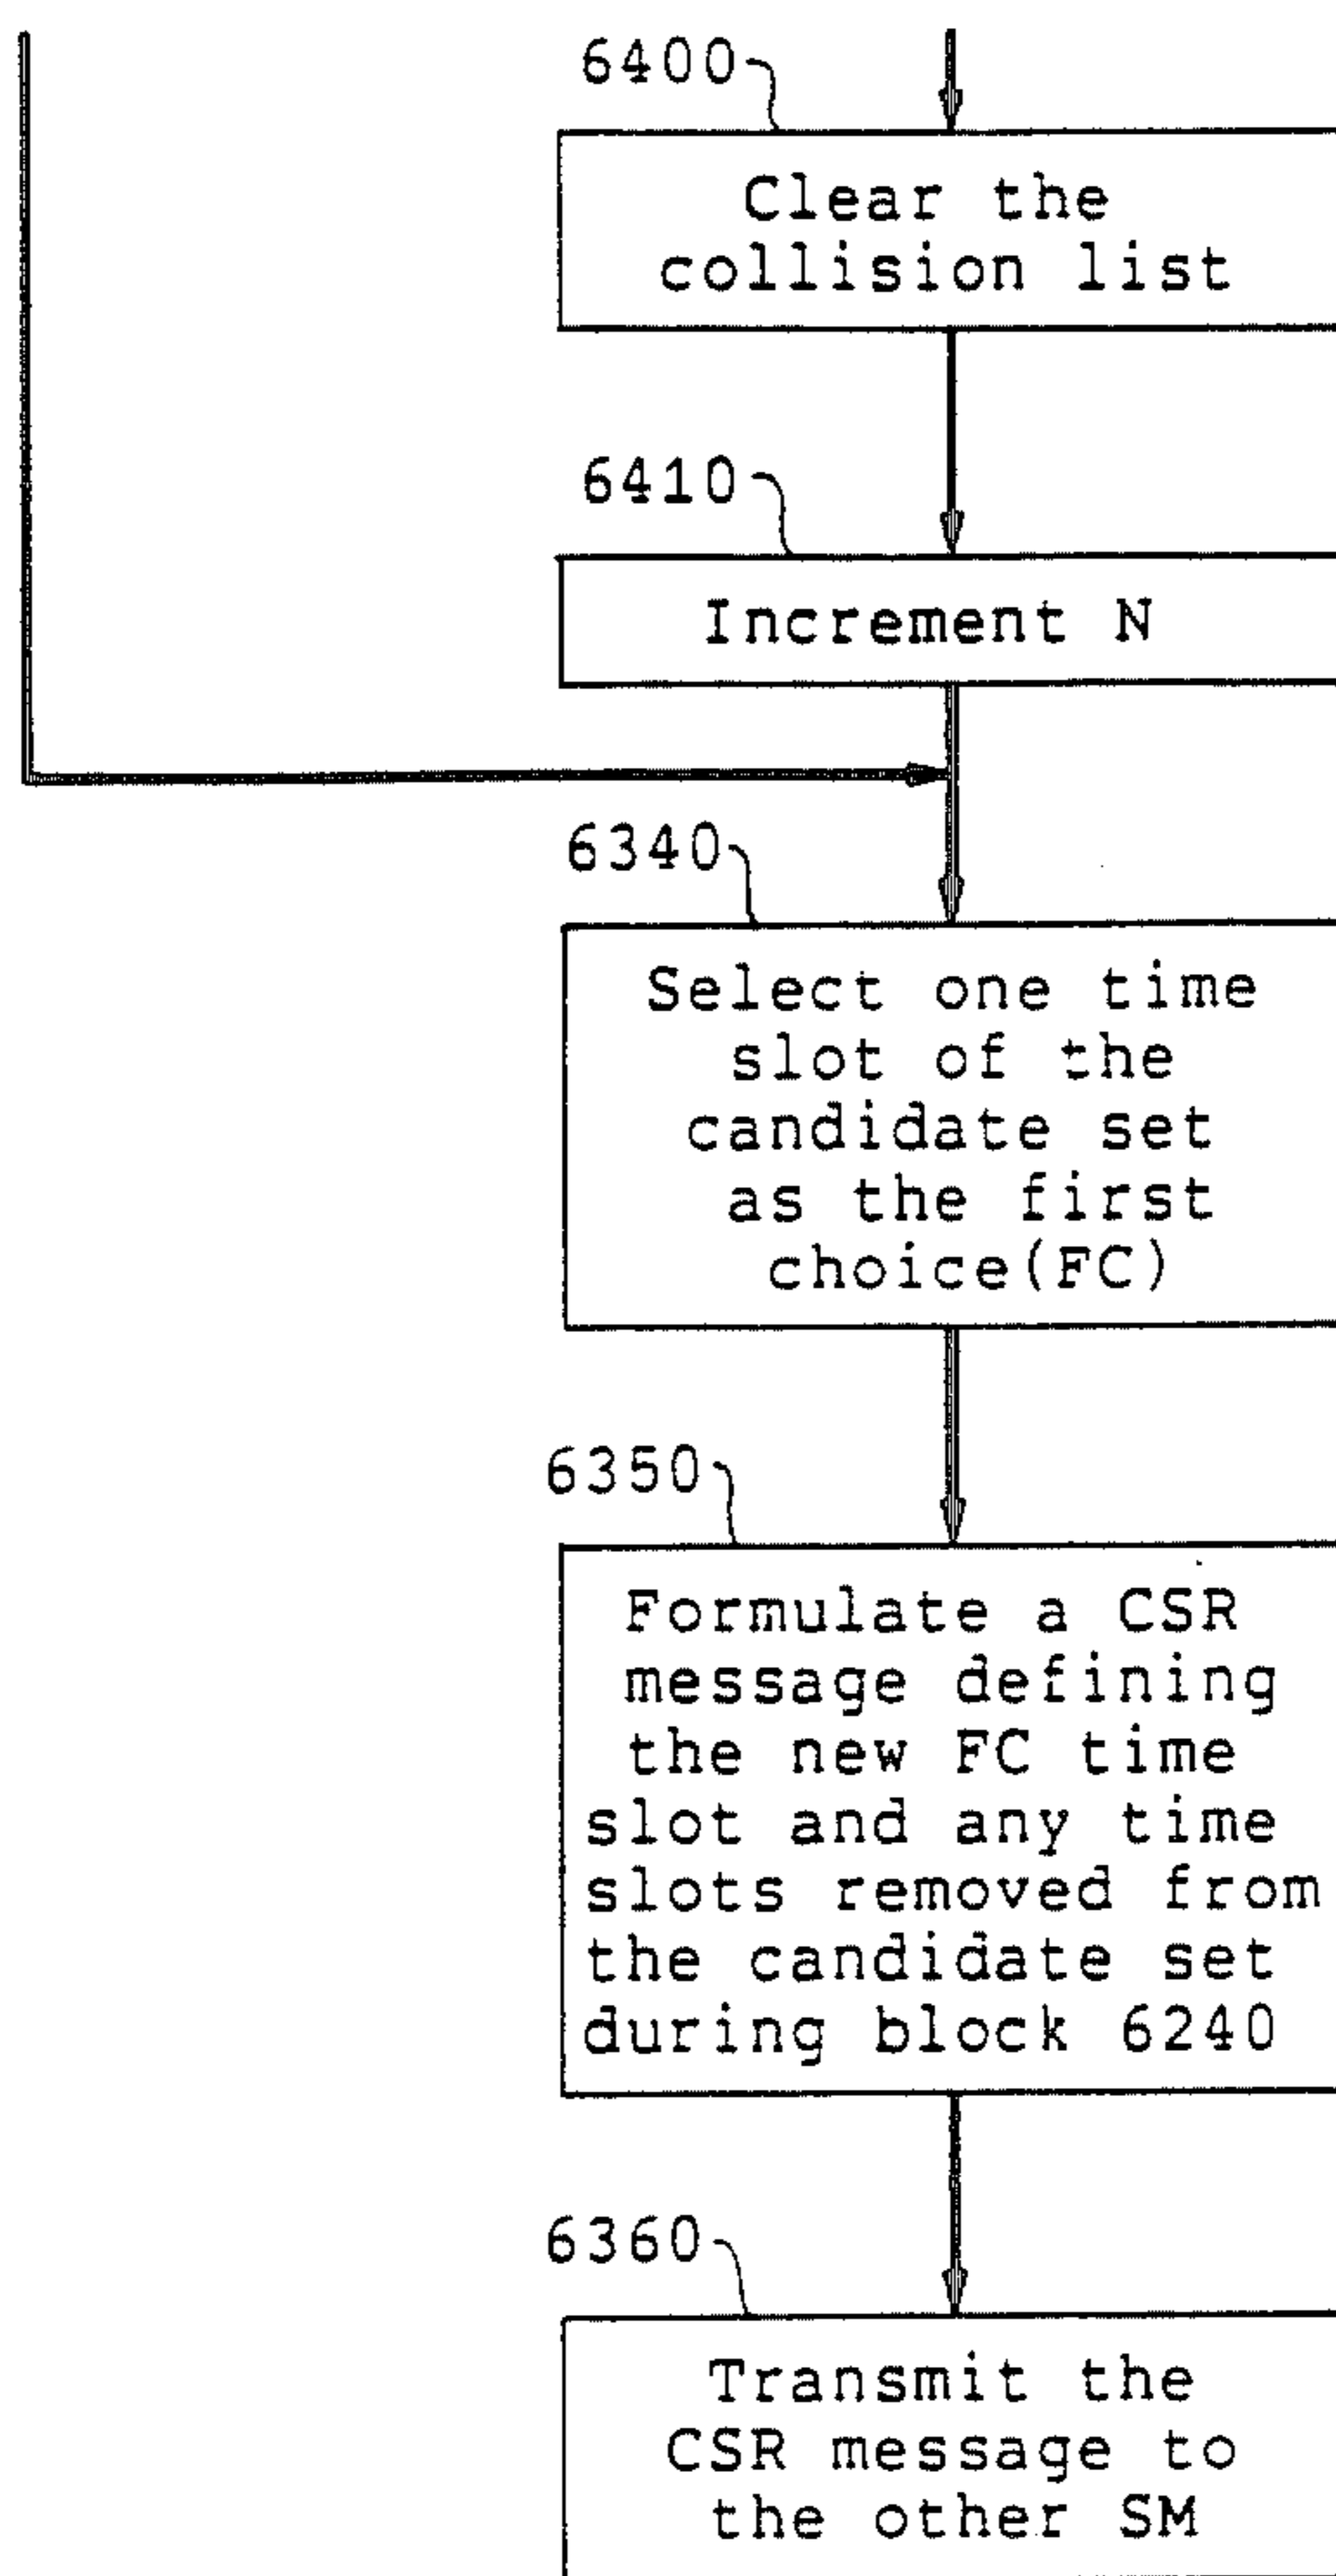 6400
Clear the
collision list
6410
Increment N
6340
Select one time
slot of the
candidate set
as the first
choice(FC)
6350
Formulate a CSR
message defining
the new FC time
slot and any time
slots removed from
the candidate set
during block 6240
6360
Transmit the
CSR message to
the other SM